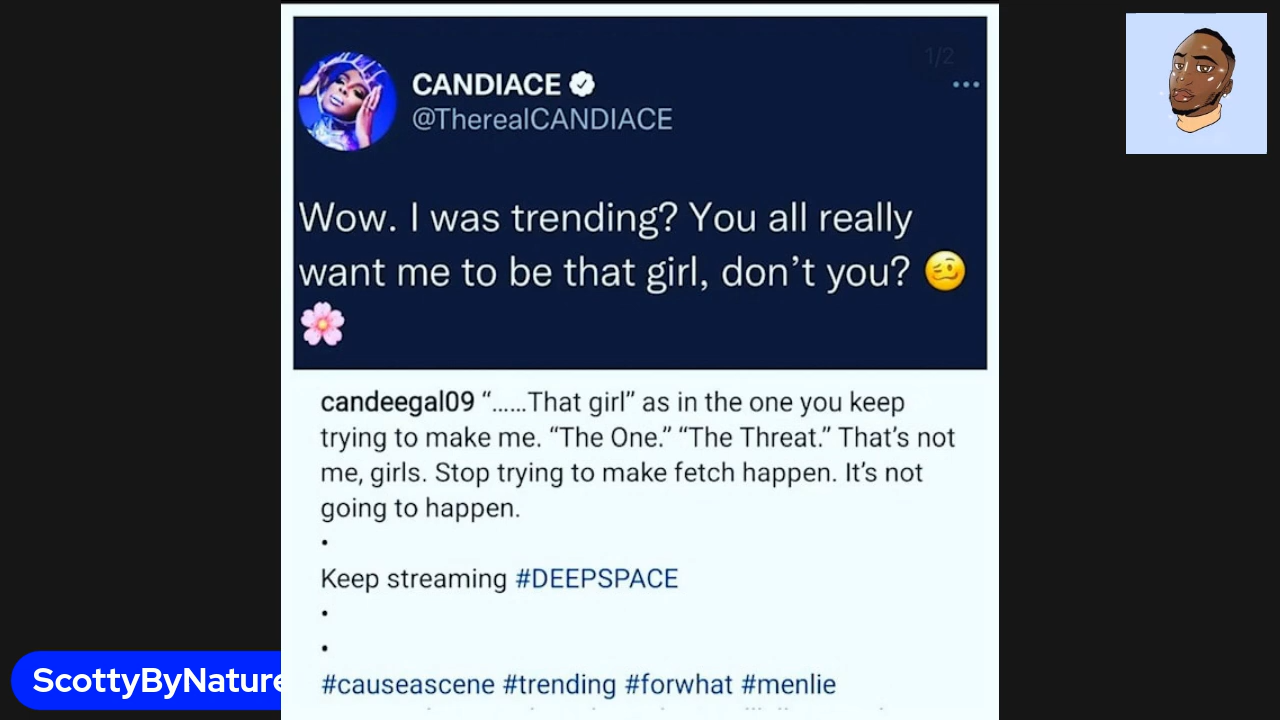 1/2
CANDIACE
@TherealCANDIACE
Wow. I was trending? You all really
want me to be that girl, don’t you? 🥴
🌸
candeegal09 “......That girl” as in the one you keep
trying to make me. “The One.” “The Threat.” That’s not
me, girls. Stop trying to make fetch happen. It’s not
going to happen.
•
Keep streaming #DEEPSPACE
•
•
#causeascene #trending #forwhat #menlie
ScottyByNature